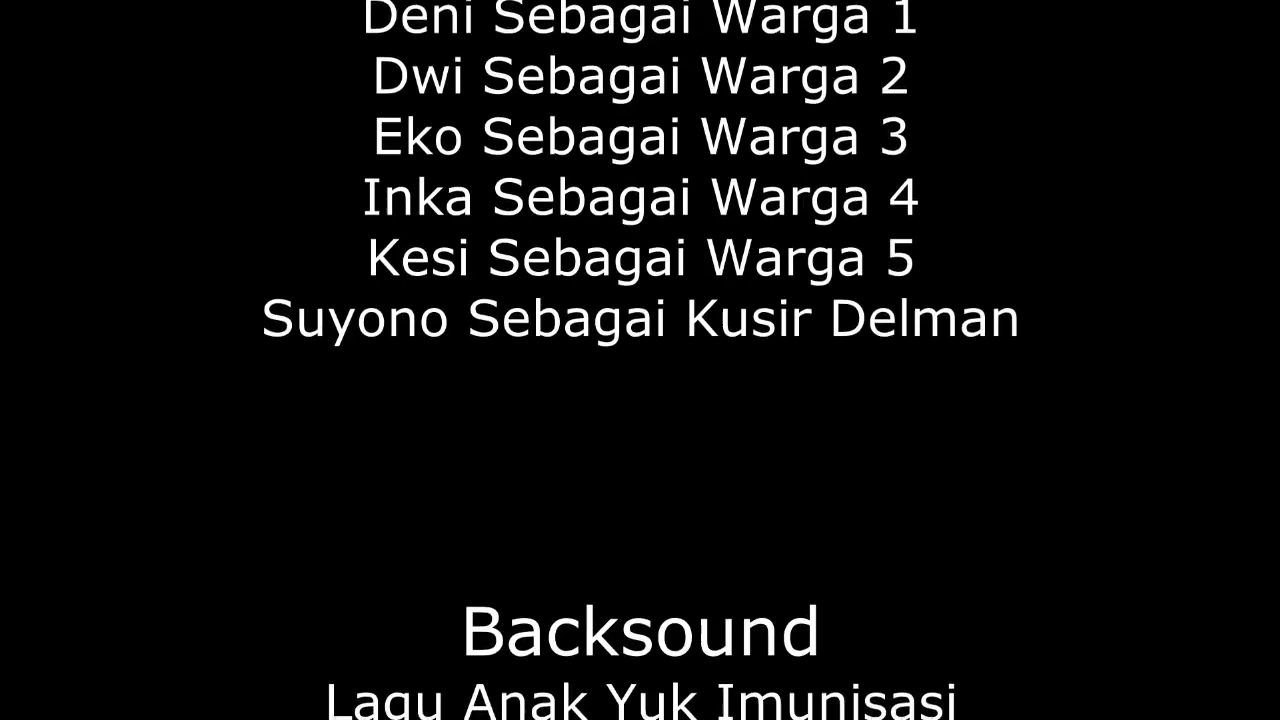 Deni Sebagai Warga 1
Dwi Sebagai Warga 2
Eko Sebagai Warga 3
Inka Sebagai Warga 4
Kesi Sebagai Warga 5
Suyono Sebagai Kusir Delman
Backsound
Lagu Anak Yuk Imunisasi